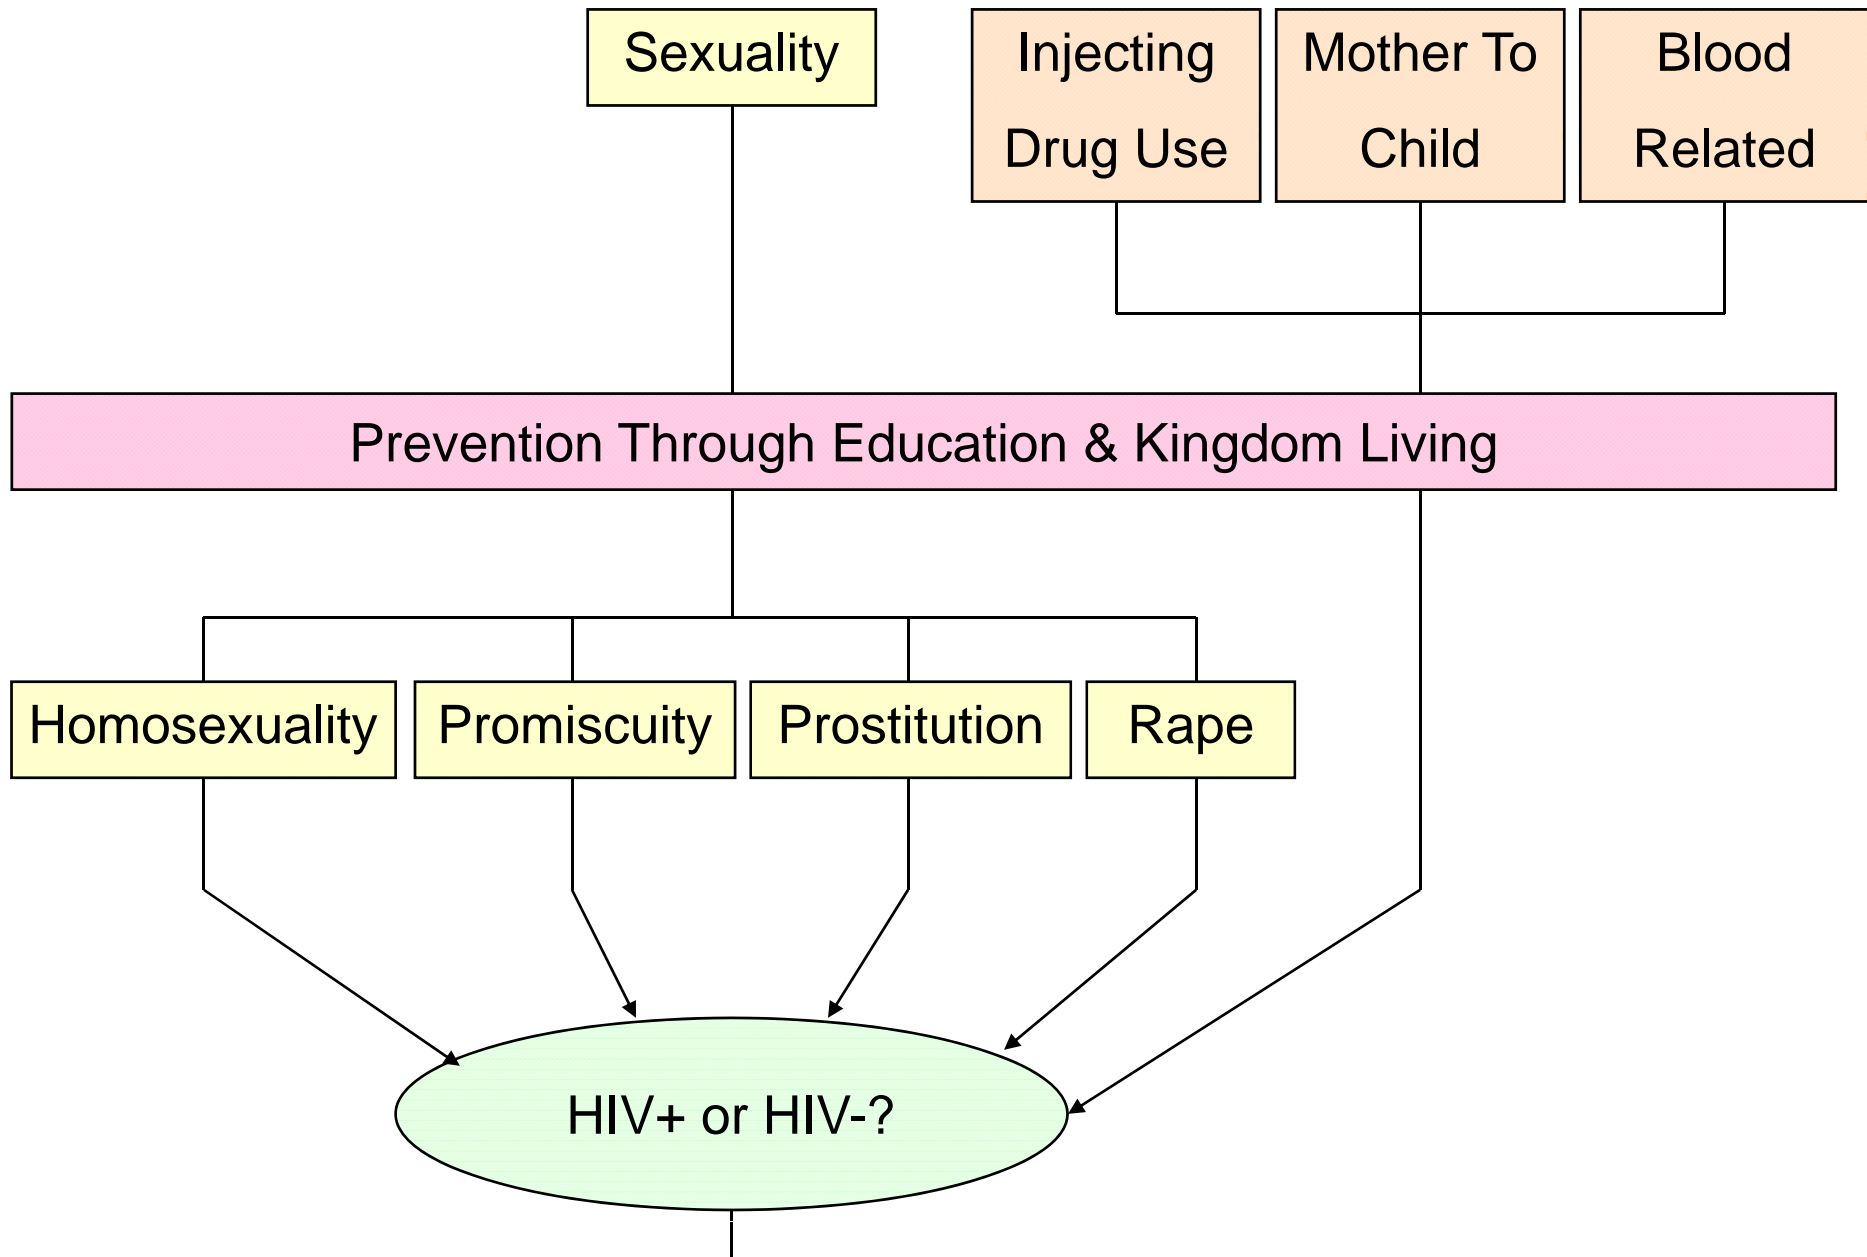 Sexuality
Injecting
Drug Use
Mother To
Child
Blood
Related
Prevention Through Education & Kingdom Living
Homosexuality
Promiscuity
Prostitution
Rape
HIV+ or HIV-?